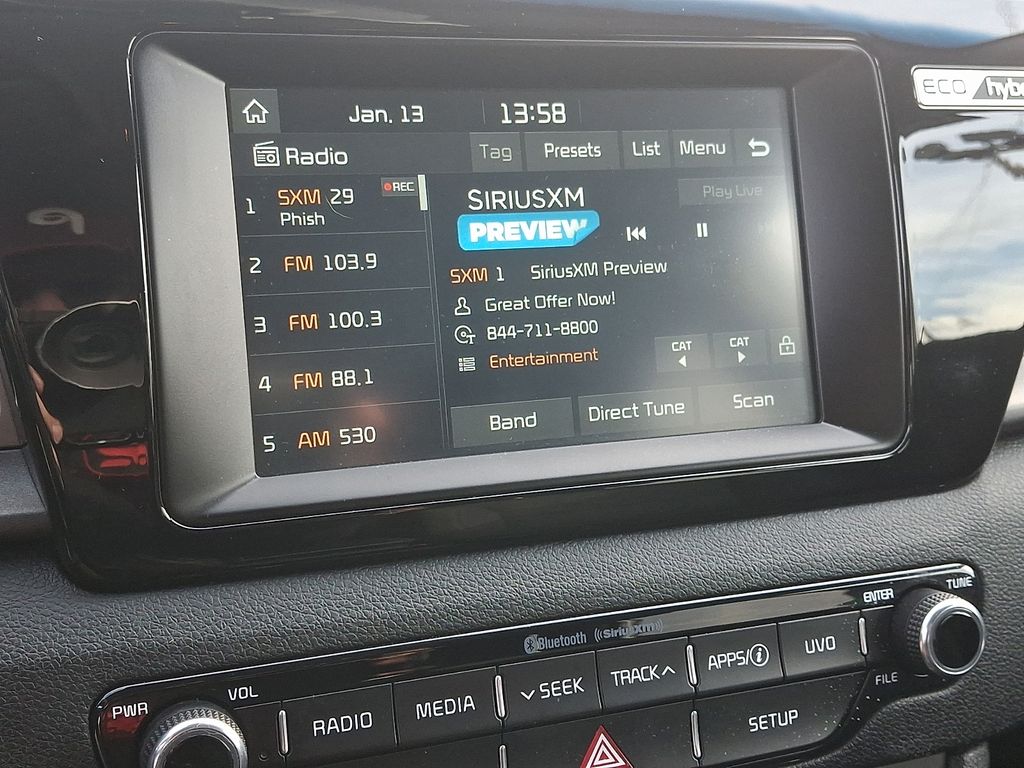 Jan. 13 13:58
ECO hyb
Radio Tag Presets List Menu
1 SXM 29 REC
Phish
2 FM 103.9
3 FM 100.3
4 FM 88.1
5 AM 530
SIRIUSXM Play Live
PREVIEW
SXM 1 SiriusXM Preview
Great Offer Now!
844-711-8800
Entertainment
CAT CAT
Band Direct Tune Scan
Bluetooth SiriusXM
ENTER TUNE
PWR VOL
RADIO MEDIA SEEK TRACK APPS/i UVO
FILE
SETUP